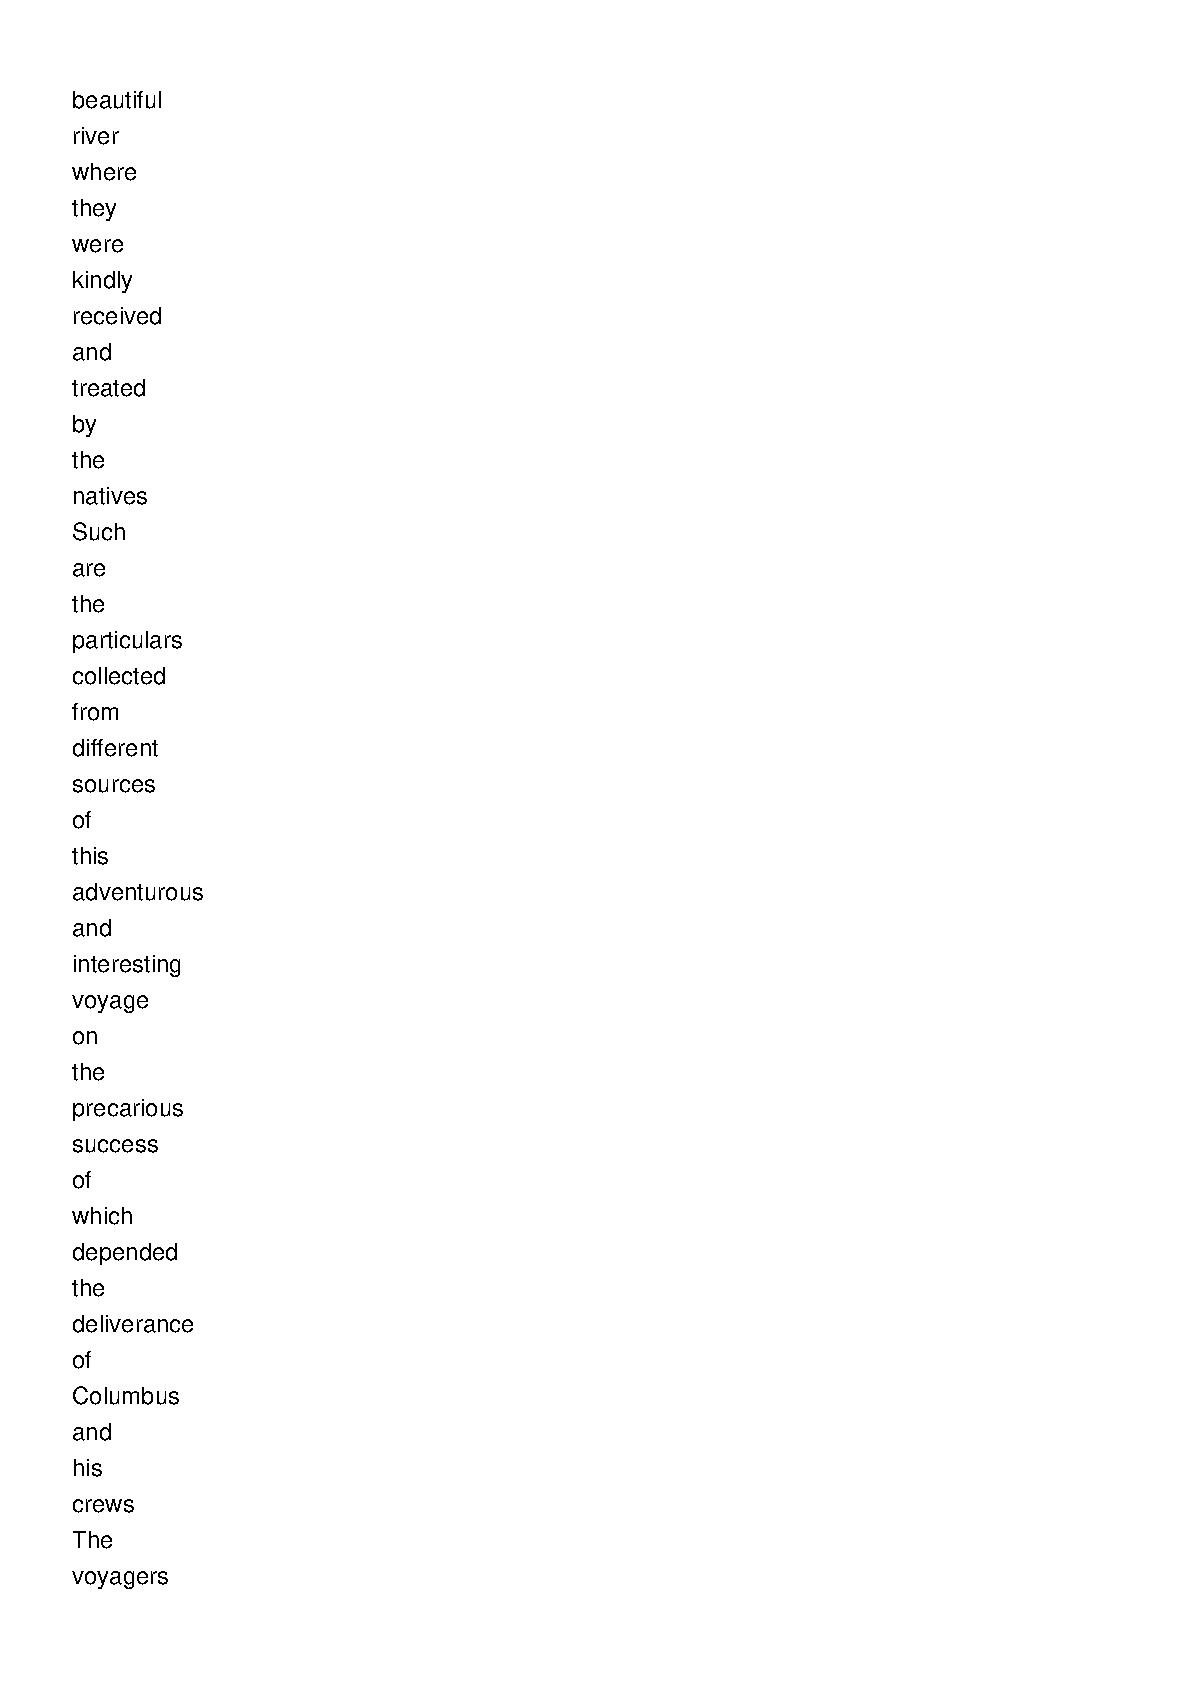 beautiful
river
where
they
were
kindly
received
and
treated
by
the
natives
Such
are
the
particulars
collected
from
different
sources
of
this
adventurous
and
interesting
voyage
on
the
precarious
success
of
which
depended
the
deliverance
of
Columbus
and
his
crews
The
voyagers